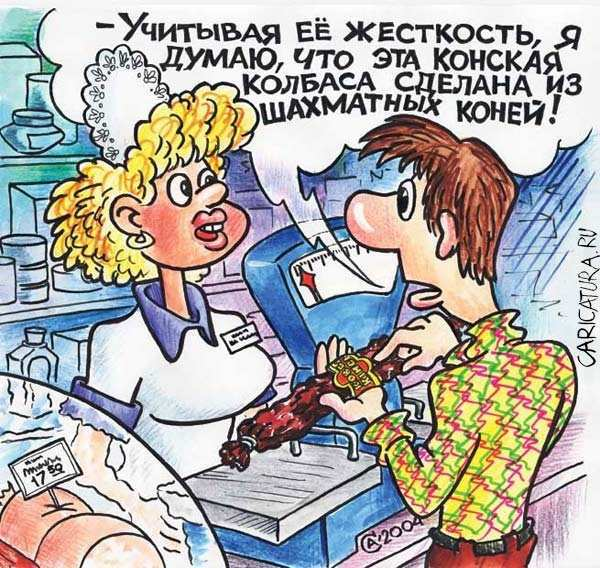 - УЧИТЫВАЯ ЕЁ ЖЕСТКОСТЬ, Я
ДУМАЮ, ЧТО ЭТА КОНСКАЯ
КОЛБАСА СДЕЛАНА ИЗ
ШАХМАТНЫХ КОНЕЙ!
CARICATURA.RU
17 50
2004